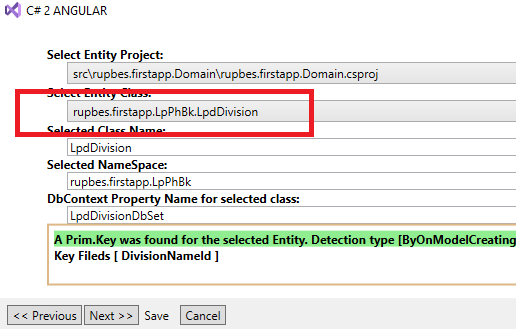 C# 2 ANGULAR
Select Entity Project:
src\rupbes.firstapp.Domain\rupbes.firstapp.Domain.csproj
Select Entity Class:
rupbes.firstapp.LpPhBk.LpdDivision
Selected Class Name:
LpdDivision
Selected NameSpace:
rupbes.firstapp.LpPhBk
DbContext Property Name for selected class:
LpdDivisionDbSet
A Prim.Key was found for the selected Entity. Detection type [ByOnModelCreating
Key Fileds [ DivisionNameId ]
<< Previous Next >> Save Cancel